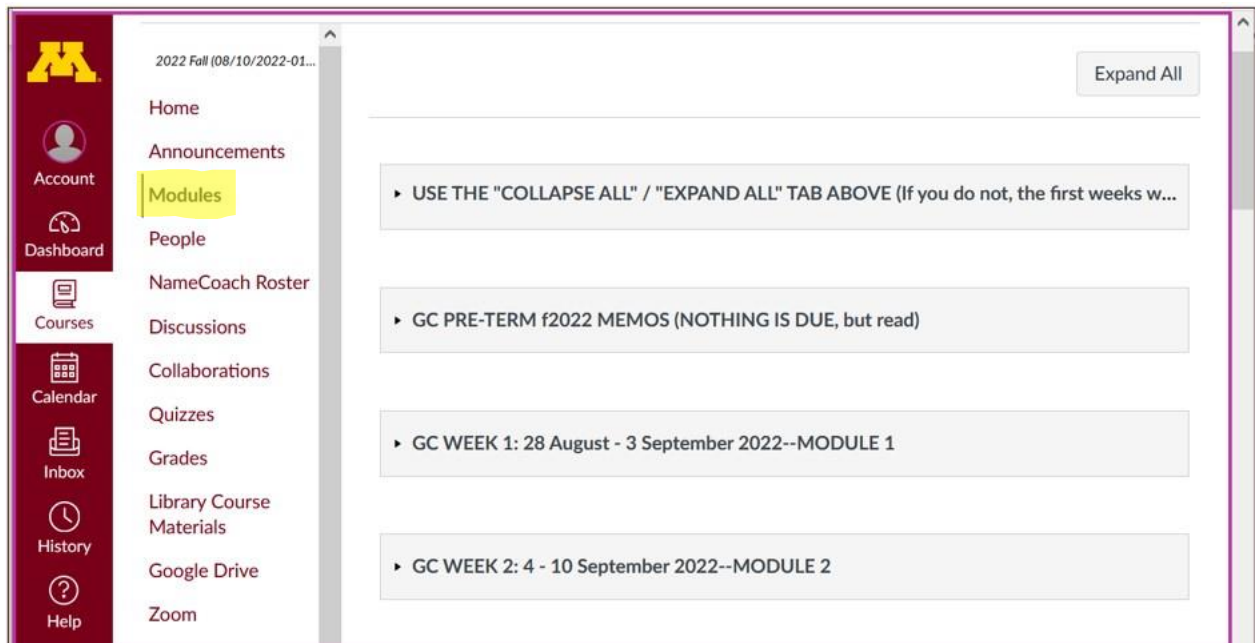 M
Account
Dashboard
Courses
Calendar
Inbox
History
Help
2022 Fall (08/10/2022-01...
Home
Announcements
Modules
People
NameCoach Roster
Discussions
Collaborations
Quizzes
Grades
Library Course
Materials
Google Drive
Zoom
Expand All
USE THE "COLLAPSE ALL" / "EXPAND ALL" TAB ABOVE (If you do not, the first weeks w...
GC PRE-TERM f2022 MEMOS (NOTHING IS DUE, but read)
GC WEEK 1: 28 August - 3 September 2022--MODULE 1
GC WEEK 2: 4 - 10 September 2022--MODULE 2